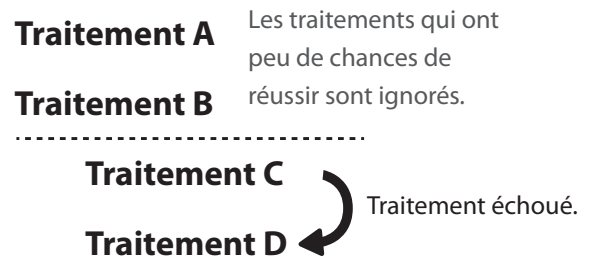 Traitement A
Les traitements qui ont
peu de chances de
réussir sont ignorés.
Traitement B
Traitement C
Traitement échoué.
Traitement D